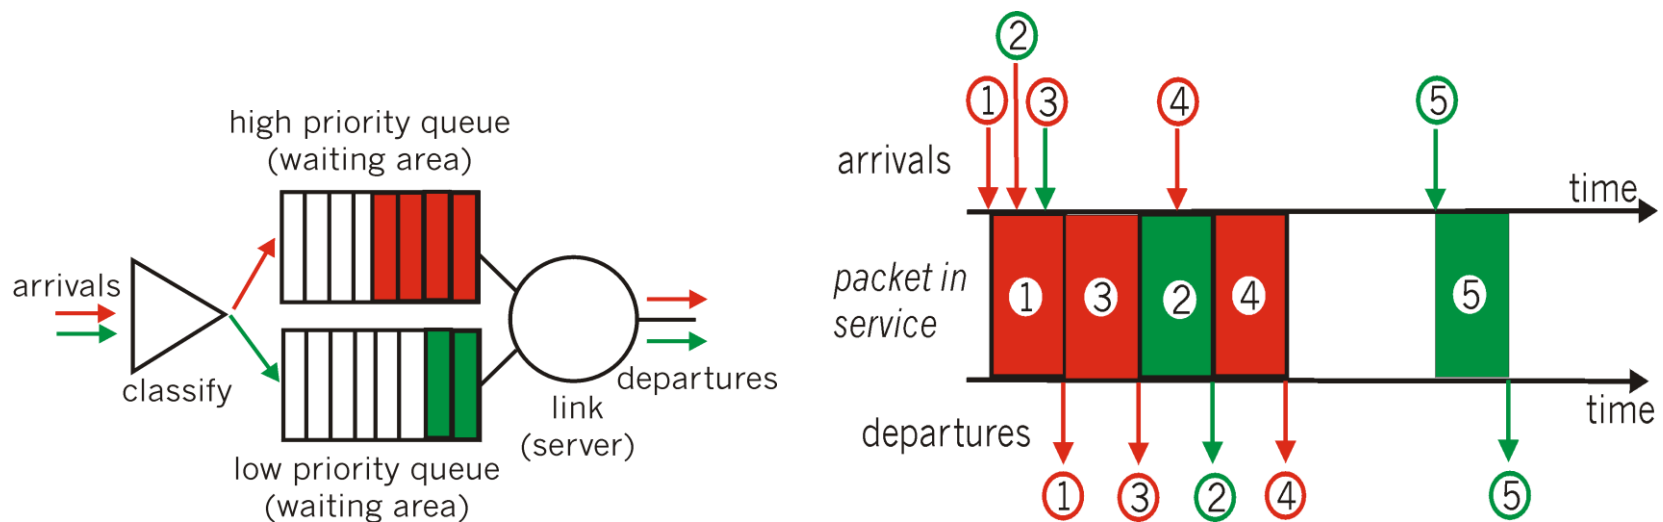 high priority queue
(waiting area)
arrivals
classify
low priority queue
(waiting area)
link
(server)
departures
2
1
3
4
5
arrivals
time
packet in
service
1
3
2
4
5
time
departures
1
3
2
4
5